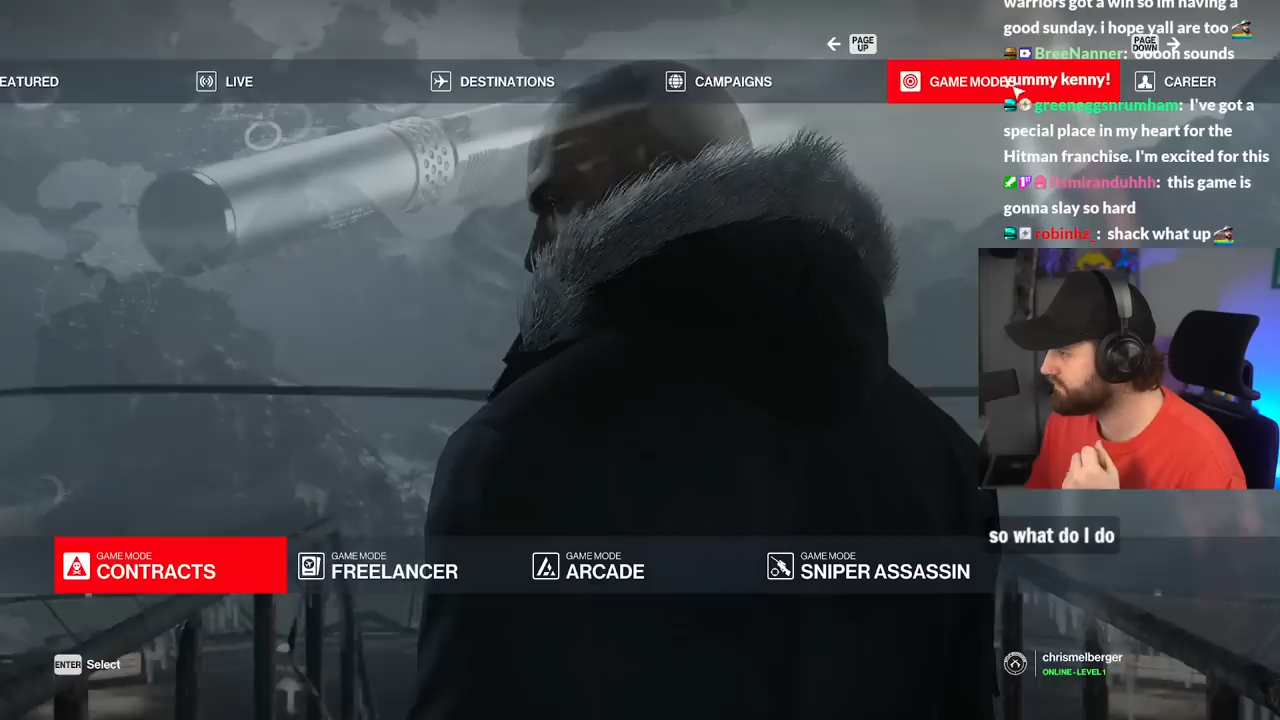 warriors got a win so im having a
good sunday. i hope yall are too
PAGE UP
PAGE DOWN
BreeNanner: ooooh sounds
yummy kenny!
EATURED
LIVE
DESTINATIONS
CAMPAIGNS
GAME MODES
CAREER
greeneggsnrumham: I've got a
special place in my heart for the
Hitman franchise. I'm excited for this
itsmiranduhhh: this game is
gonna slay so hard
robinhz_: shack what up
so what do I do
GAME MODE
CONTRACTS
GAME MODE
FREELANCER
GAME MODE
ARCADE
GAME MODE
SNIPER ASSASSIN
ENTER Select
chrismelberger
ONLINE - LEVEL 1